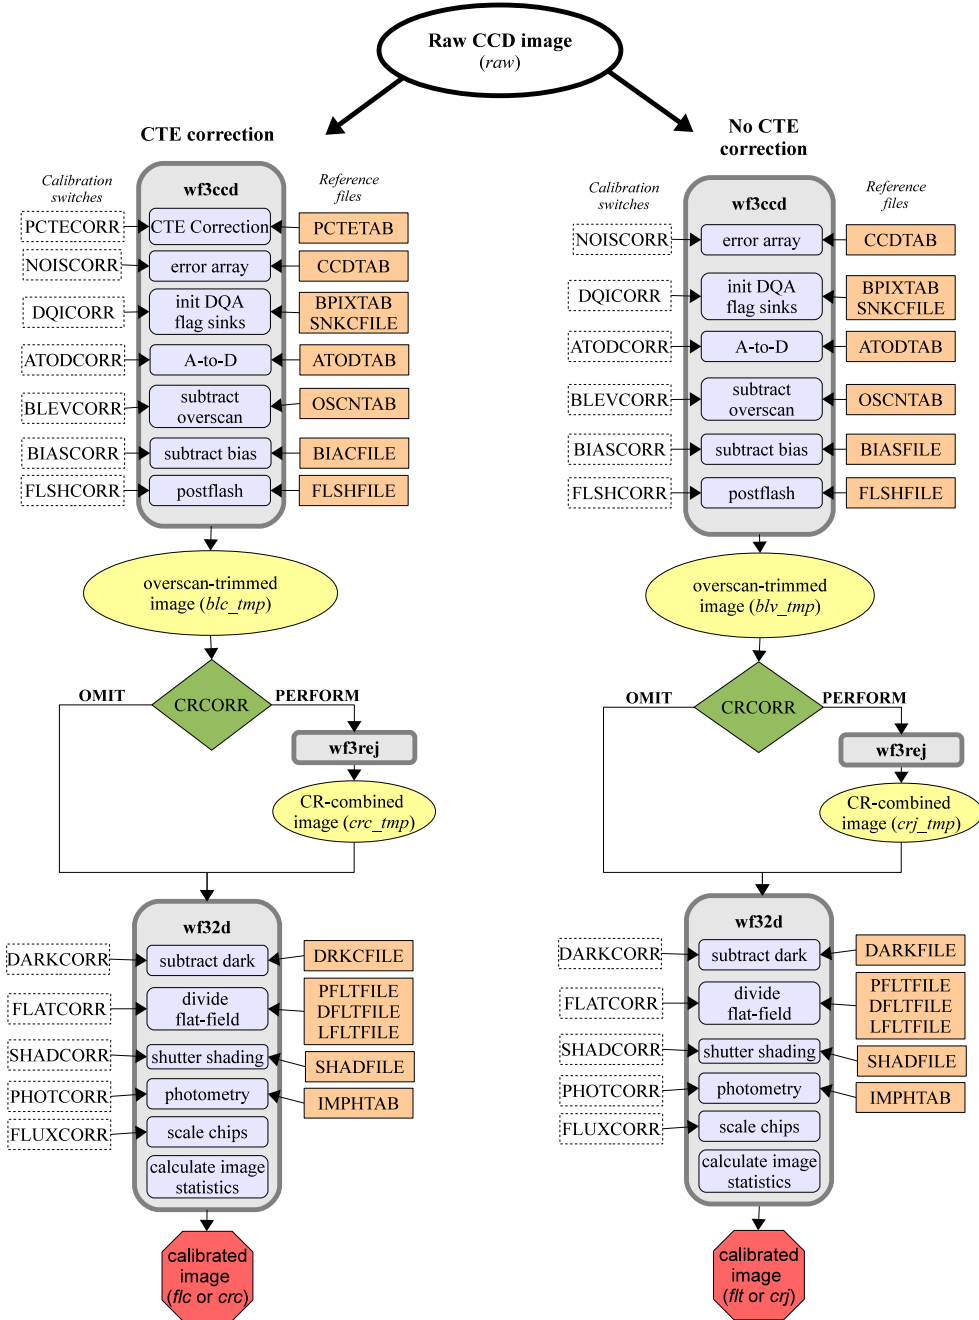 Raw CCD image
(raw)
CTE correction
Calibration
switches
Reference
files
wf3ccd
PCTECORR
CTE Correction
PCTETAB
NOISCORR
error array
CCDTAB
DQICORR
init DQA
flag sinks
BPIXTAB
SNKCFILE
ATODCORR
A-to-D
ATODTAB
BLEVCORR
subtract
overscan
OSCNTAB
BIASCORR
subtract bias
BIACFILE
FLSHCORR
postflash
FLSHFILE
overscan-trimmed
image (blc_tmp)
OMIT
CRCORR
PERFORM
wf3rej
CR-combined
image (crc_tmp)
wf32d
DARKCORR
subtract dark
DRKCFILE
FLATCORR
divide
flat-field
PFLTFILE
DFLTFILE
LFLTFILE
SHADCORR
shutter shading
SHADFILE
PHOTCORR
photometry
IMPHTAB
FLUXCORR
scale chips
calculate image
statistics
calibrated
image
(flc or crc)
No CTE
correction
Calibration
switches
Reference
files
wf3ccd
NOISCORR
error array
CCDTAB
DQICORR
init DQA
flag sinks
BPIXTAB
SNKCFILE
ATODCORR
A-to-D
ATODTAB
BLEVCORR
subtract
overscan
OSCNTAB
BIASCORR
subtract bias
BIASFILE
FLSHCORR
postflash
FLSHFILE
overscan-trimmed
image (blv_tmp)
OMIT
CRCORR
PERFORM
wf3rej
CR-combined
image (crj_tmp)
wf32d
DARKCORR
subtract dark
DARKFILE
FLATCORR
divide
flat-field
PFLTFILE
DFLTFILE
LFLTFILE
SHADCORR
shutter shading
SHADFILE
PHOTCORR
photometry
IMPHTAB
FLUXCORR
scale chips
calculate image
statistics
calibrated
image
(flt or crj)